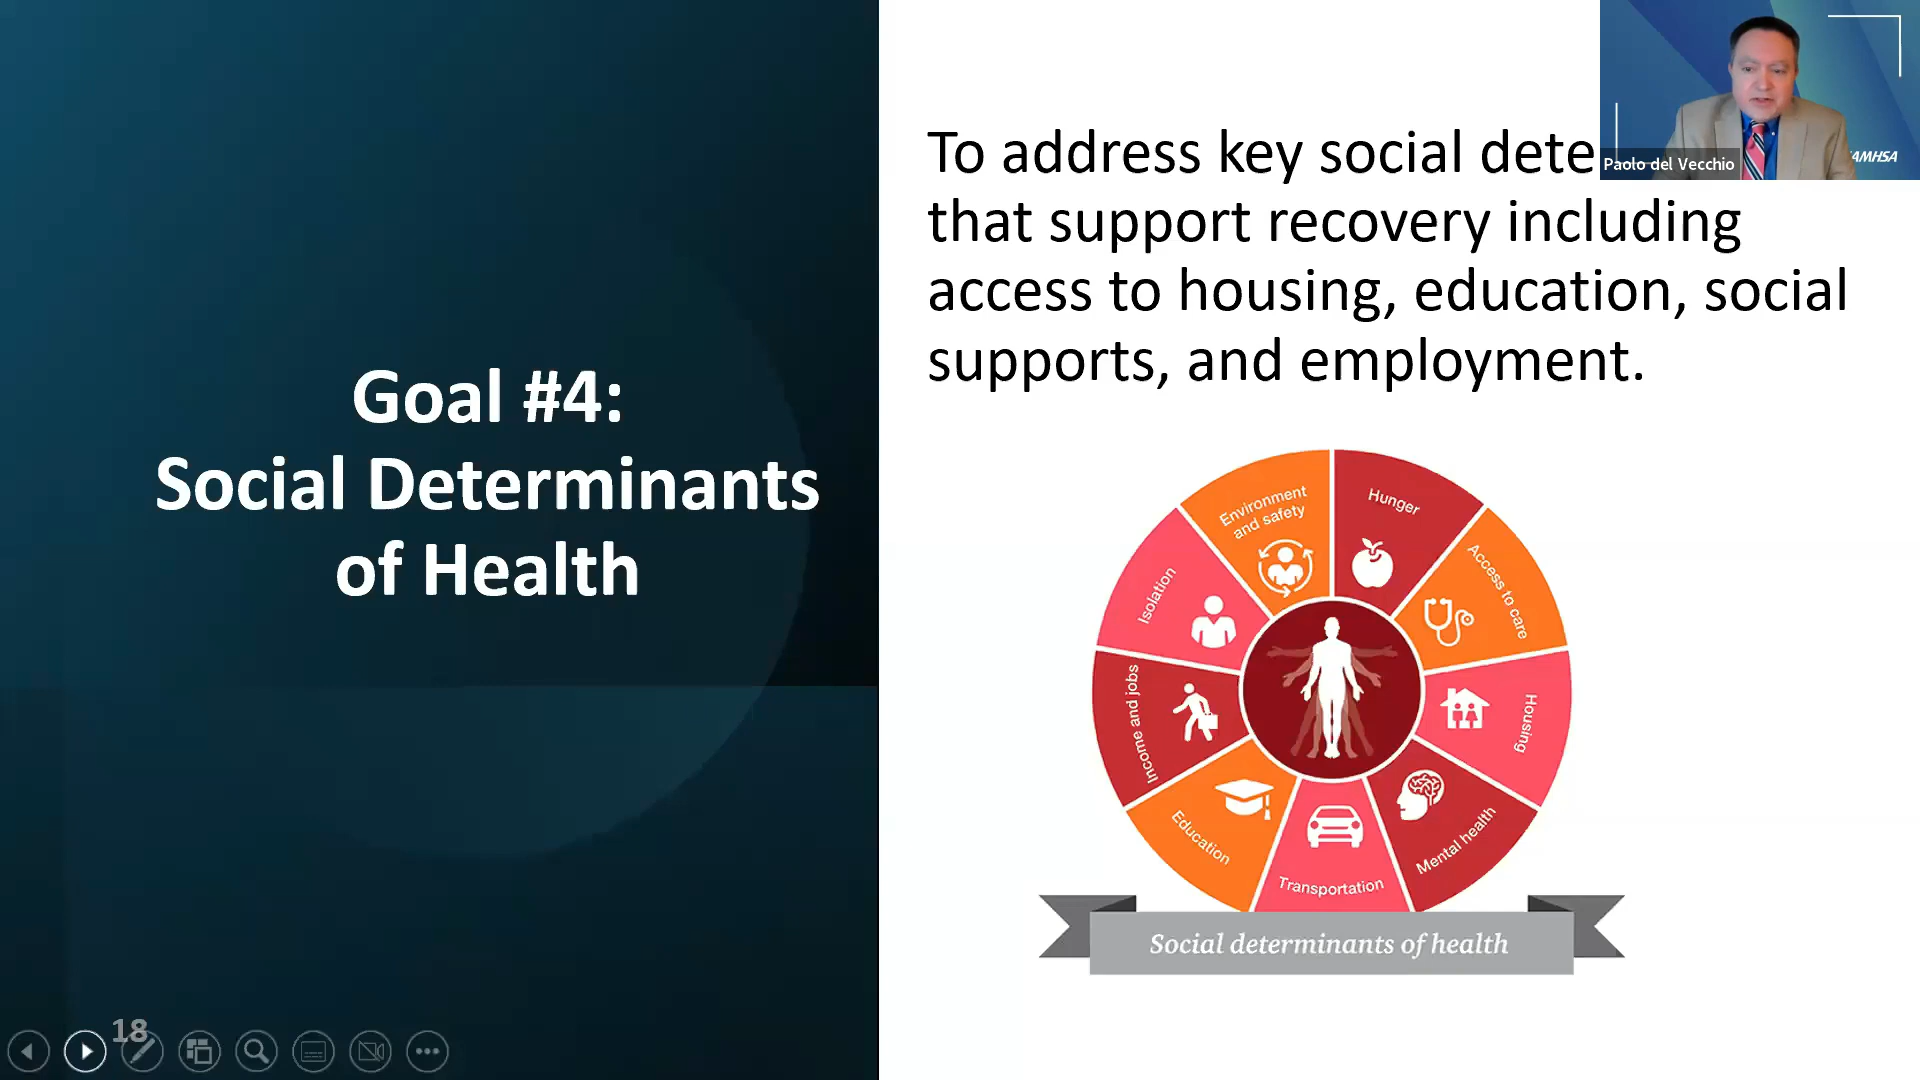 Goal #4:
Social Determinants
of Health
18
To address key social dete
that support recovery including
access to housing, education, social
supports, and employment.
Paolo del Vecchio
AMHSA
Environment
and safety
Hunger
Access to care
Housing
Mental health
Transportation
Education
Income and jobs
Isolation
Social determinants of health